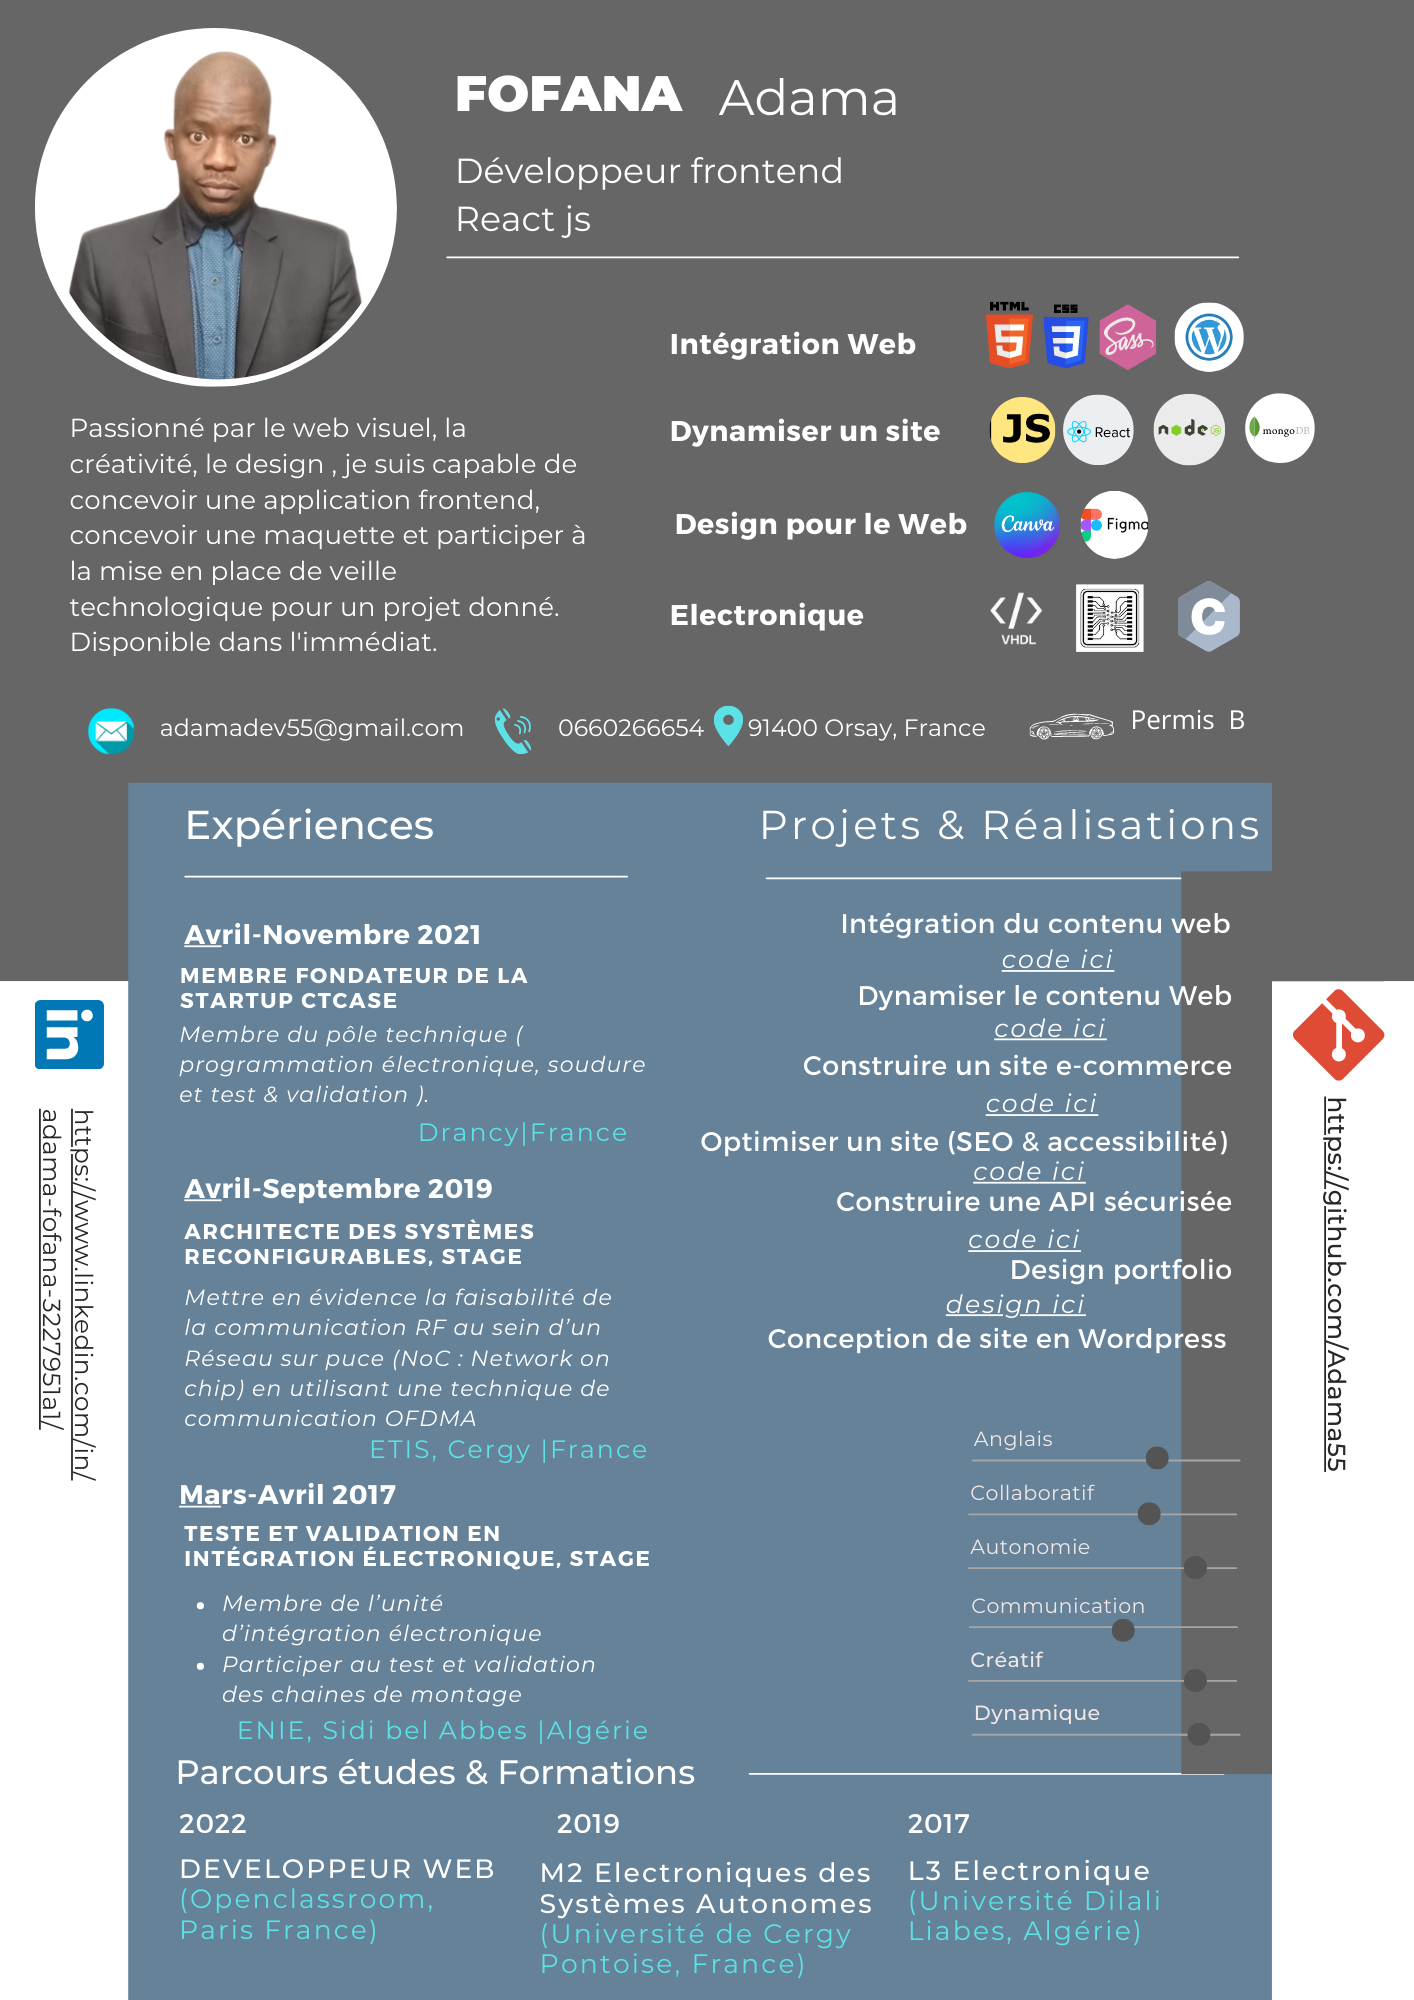 FOFANA Adama
Développeur frontend
React js
Passionné par le web visuel, la
créativité, le design , je suis capable de
concevoir une application frontend,
concevoir une maquette et participer à
la mise en place de veille
technologique pour un projet donné.
Disponible dans l'immédiat.
Intégration Web
HTML
5
CSS
3
Sass
W
Dynamiser un site
JS
React
node
JS
mongoDB
Design pour le Web
Canva
Figma
Electronique
</>
VHDL
C
adamadev55@gmail.com
0660266654
91400 Orsay, France
Permis B
Expériences
Avril-Novembre 2021
MEMBRE FONDATEUR DE LA
STARTUP CTCASE
Membre du pôle technique (
programmation électronique, soudure
et test & validation ).
Drancy|France
Avril-Septembre 2019
ARCHITECTE DES SYSTÈMES
RECONFIGURABLES, STAGE
Mettre en évidence la faisabilité de
la communication RF au sein d’un
Réseau sur puce (NoC : Network on
chip) en utilisant une technique de
communication OFDMA
ETIS, Cergy |France
Mars-Avril 2017
TESTE ET VALIDATION EN
INTÉGRATION ÉLECTRONIQUE, STAGE
• Membre de l’unité
d’intégration électronique
• Participer au test et validation
des chaines de montage
ENIE, Sidi bel Abbes |Algérie
Projets & Réalisations
Intégration du contenu web
code ici
Dynamiser le contenu Web
code ici
Construire un site e-commerce
code ici
Optimiser un site (SEO & accessibilité)
code ici
Construire une API sécurisée
code ici
Design portfolio
design ici
Conception de site en Wordpress
Anglais
Collaboratif
Autonomie
Communication
Créatif
Dynamique
in
https://www.linkedin.com/in/
adama-fofana-3227951a1/
https://github.com/Adama55
Parcours études & Formations
2022
DEVELOPPEUR WEB
(Openclassroom,
Paris France)
2019
M2 Electroniques des
Systèmes Autonomes
(Université de Cergy
Pontoise, France)
2017
L3 Electronique
(Université Dilali
Liabes, Algérie)